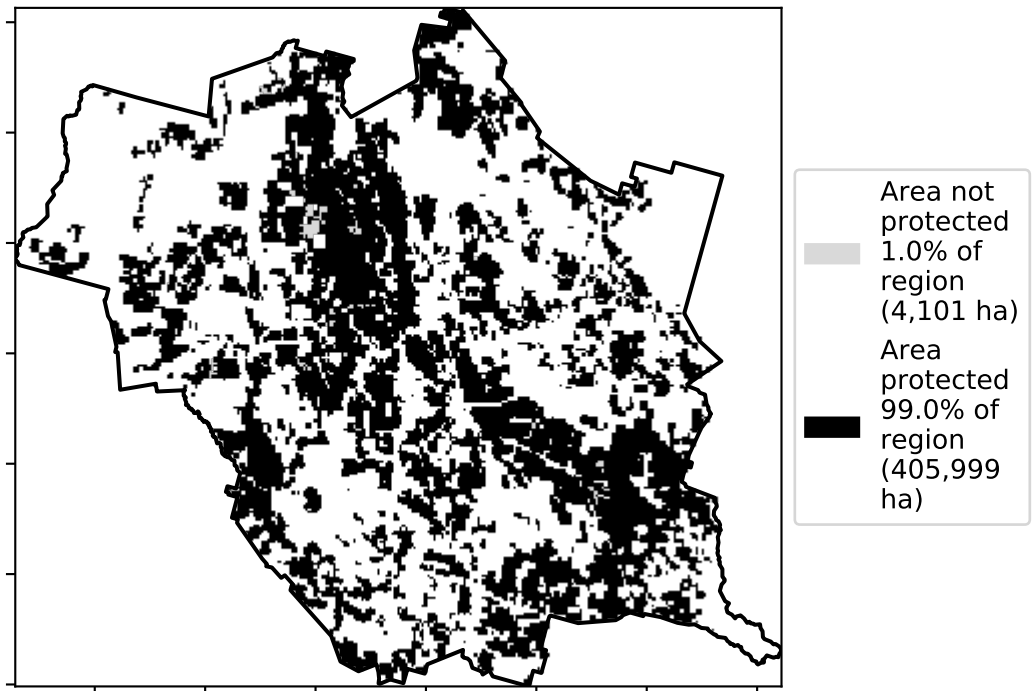 Area not
protected
1.0% of
region
(4,101 ha)
Area
protected
99.0% of
region
(405,999
ha)